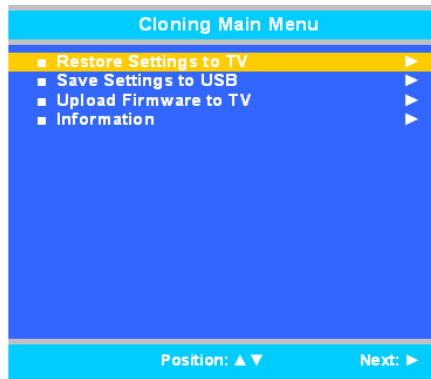 Cloning Main Menu
■ Restore Settings to TV ▶
■ Save Settings to USB ▶
■ Upload Firmware to TV ▶
■ Information ▶
Position: ▲▼ Next: ▶